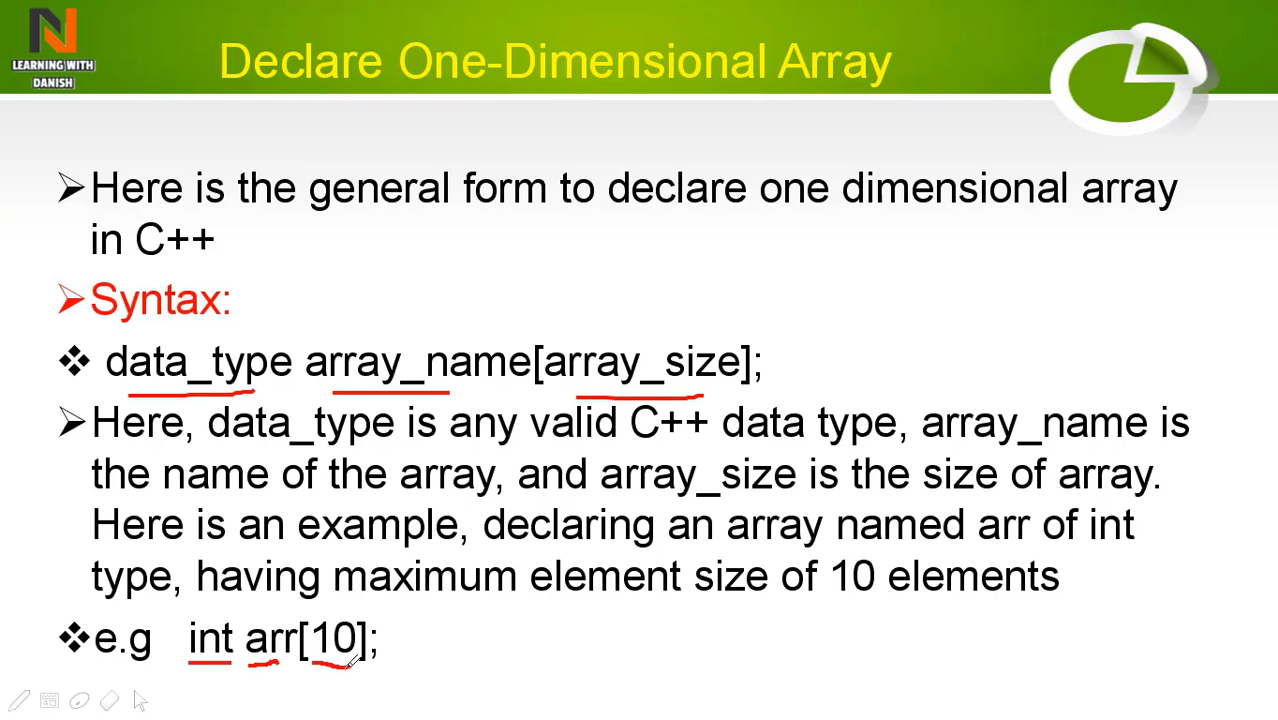 LEARNING WITH
DANISH
Declare One-Dimensional Array
Here is the general form to declare one dimensional array
in C++
Syntax:
data_type array_name[array_size];
Here, data_type is any valid C++ data type, array_name is
the name of the array, and array_size is the size of array.
Here is an example, declaring an array named arr of int
type, having maximum element size of 10 elements
e.g int arr[10];